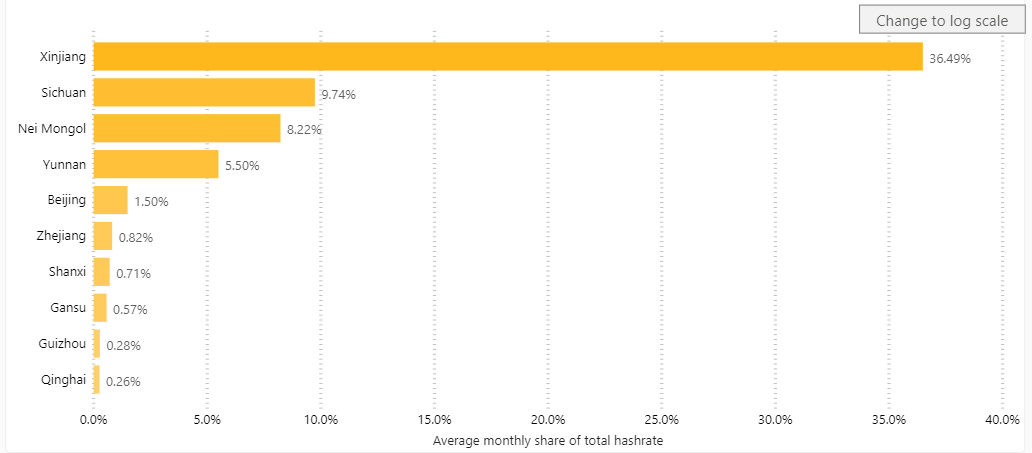 Change to log scale
Xinjiang 36.49%
Sichuan 9.74%
Nei Mongol 8.22%
Yunnan 5.50%
Beijing 1.50%
Zhejiang 0.82%
Shanxi 0.71%
Gansu 0.57%
Guizhou 0.28%
Qinghai 0.26%
0.0% 5.0% 10.0% 15.0% 20.0% 25.0% 30.0% 35.0% 40.0%
Average monthly share of total hashrate